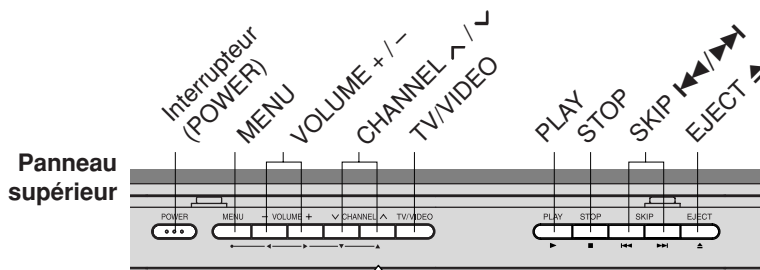 Interrupteur
(POWER)
MENU
VOLUME + / –
CHANNEL ∧ / ∨
TV/VIDEO
PLAY
STOP
SKIP ⏮/⏭
EJECT ⏏
Panneau
supérieur
POWER MENU – VOLUME + ∨ CHANNEL ∧ TV/VIDEO PLAY STOP SKIP EJECT